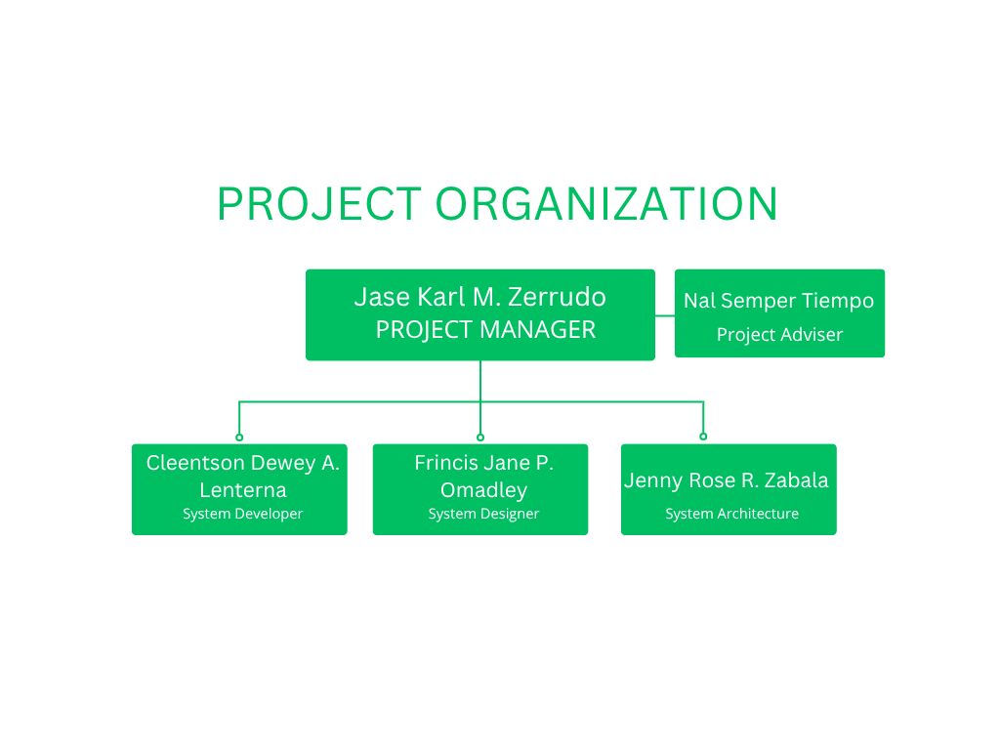 PROJECT ORGANIZATION
Jase Karl M. Zerrudo
PROJECT MANAGER
Nal Semper Tiempo
Project Adviser
Cleentson Dewey A.
Lenterna
System Developer
Frincis Jane P.
Omadley
System Designer
Jenny Rose R. Zabala
System Architecture